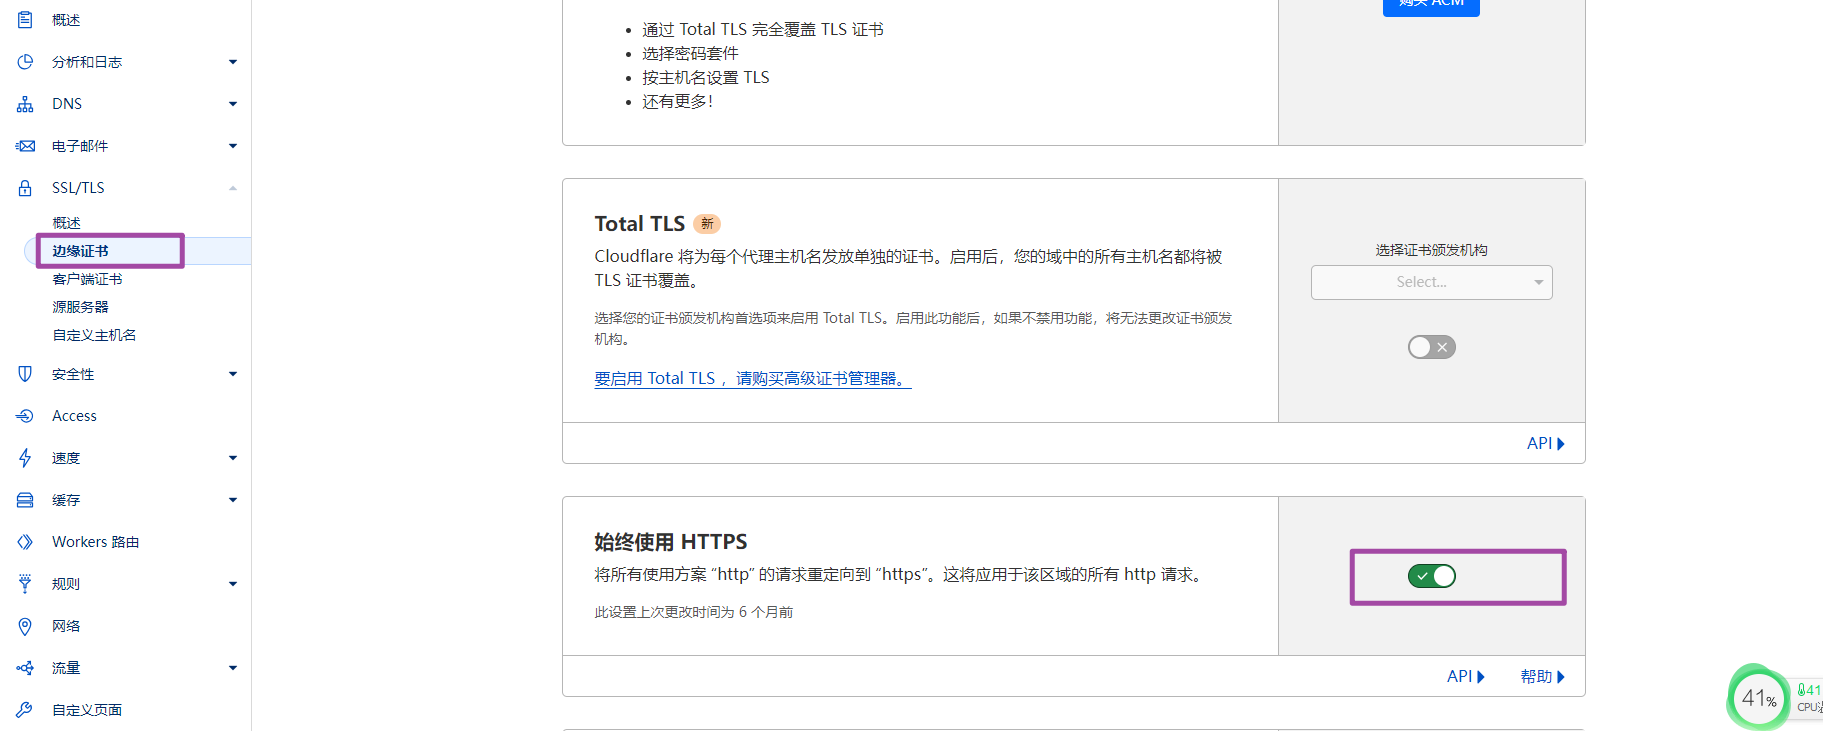 概述
分析和日志
DNS
电子邮件
SSL/TLS
概述
边缘证书
客户端证书
源服务器
自定义主机名
安全性
Access
速度
缓存
Workers 路由
规则
网络
流量
自定义页面
通过 Total TLS 完全覆盖 TLS 证书
选择密码套件
按主机名设置 TLS
还有更多！
购买 ACM
Total TLS 新
Cloudflare 将为每个代理主机名发放单独的证书。启用后，您的域中的所有主机名都将被
TLS 证书覆盖。
选择您的证书颁发机构首选项来启用 Total TLS。启用此功能后，如果不禁用功能，将无法更改证书颁发
机构。
要启用 Total TLS ，请购买高级证书管理器。
选择证书颁发机构
Select...
API
始终使用 HTTPS
将所有使用方案 “http” 的请求重定向到 “https”。这将应用于该区域的所有 http 请求。
此设置上次更改时间为 6 个月前
API
帮助
41%
41
CPU温